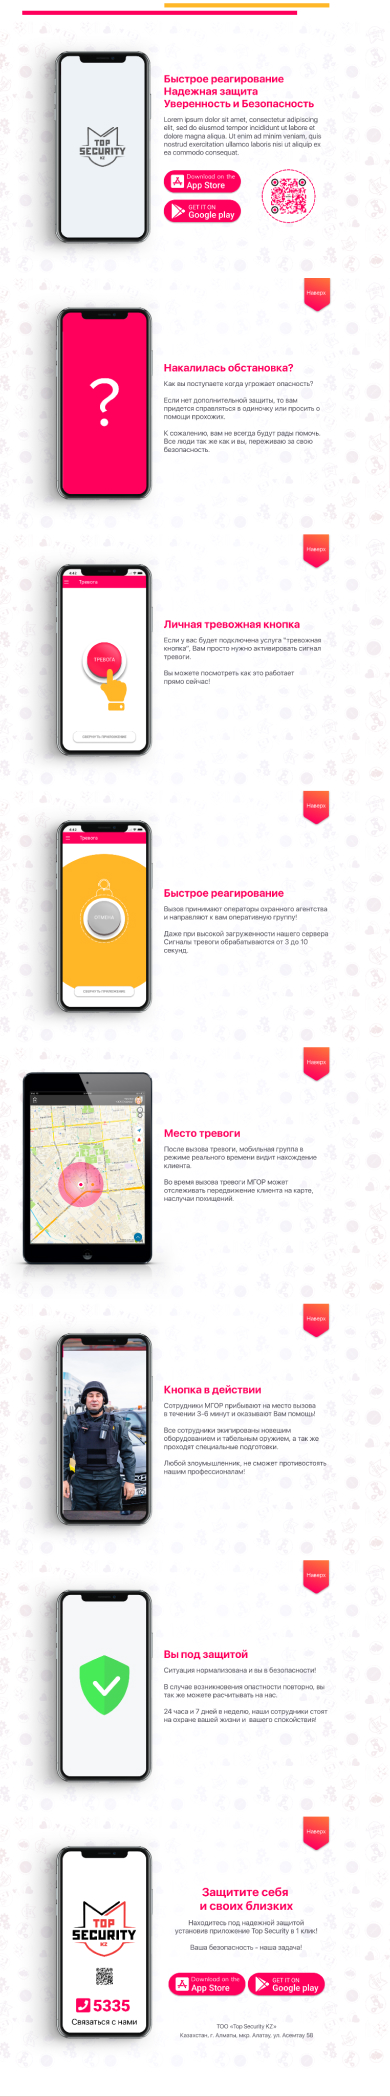 TOP
SECURITY
KZ
Быстрое реагирование
Надежная защита
Уверенность и Безопасность
Lorem ipsum dolor sit amet, consectetur adipiscing
elit, sed do eiusmod tempor incididunt ut labore et
dolore magna aliqua. Ut enim ad minim veniam, quis
nostrud exercitation ullamco laboris nisi ut aliquip ex
ea commodo consequat.
Download on the
App Store
GET IT ON
Google play
Наверх
?
Накалилась обстановка?
Как вы поступаете когда угрожает опасность?
Если нет дополнительной защиты, то вам
придется справляться в одиночку или просить о
помощи прохожих.
К сожалению, вам не всегда будут рады помочь.
Все люди так же как и вы, переживаю за свою
безопасность.
Наверх
4:42
Тревога
ТРЕВОГА
СВЕРНУТЬ ПРИЛОЖЕНИЕ
Личная тревожная кнопка
Если у вас будет подключена услуга "тревожная
кнопка", Вам просто нужно активировать сигнал
тревоги.
Вы можете посмотреть как это работает
прямо сейчас!
Наверх
4:42
Тревога
ОТМЕНА
СВЕРНУТЬ ПРИЛОЖЕНИЕ
Быстрое реагирование
Вызов принимают операторы охранного агентства
и направляют к вам оперативную группу!
Даже при высокой загруженности нашего сервера
Сигналы тревоги обрабатываются от 3 до 10
секунд.
Наверх
Место тревоги
После вызова тревоги, мобильная группа в
режиме реального времени видит нахождение
клиента.
Во время вызова тревоги МГОР может
отслеживать передвижение клиента на карте,
наслучаи похищений.
Наверх
Кнопка в действии
Сотрудники МГОР прибывают на место вызова
в течении 3-6 минут и оказывают Вам помощь!
Все сотрудники экипированы новешим
оборудованием и табельным оружием, а так же
проходят специальные подготовки.
Любой злоумышленник, не сможет противостоять
нашим профессионалам!
Наверх
Вы под защитой
Ситуация нормализована и вы в безопасности!
В случае возникновения опастности повторно, вы
так же можете расчитывать на нас.
24 часа и 7 дней в неделю, наши сотрудники стоят
на охране вашей жизни и вашего спокойствия!
Наверх
TOP
SECURITY
KZ
5335
Связаться с нами
Защитите себя
и своих близких
Находитесь под надежной защитой
установив приложение Top Security в 1 клик!
Ваша безопасность - наша задача!
Download on the
App Store
GET IT ON
Google play
ТОО «Top Security KZ»
Казахстан, г. Алматы, мкр. Алатау, ул. Асемтау 58